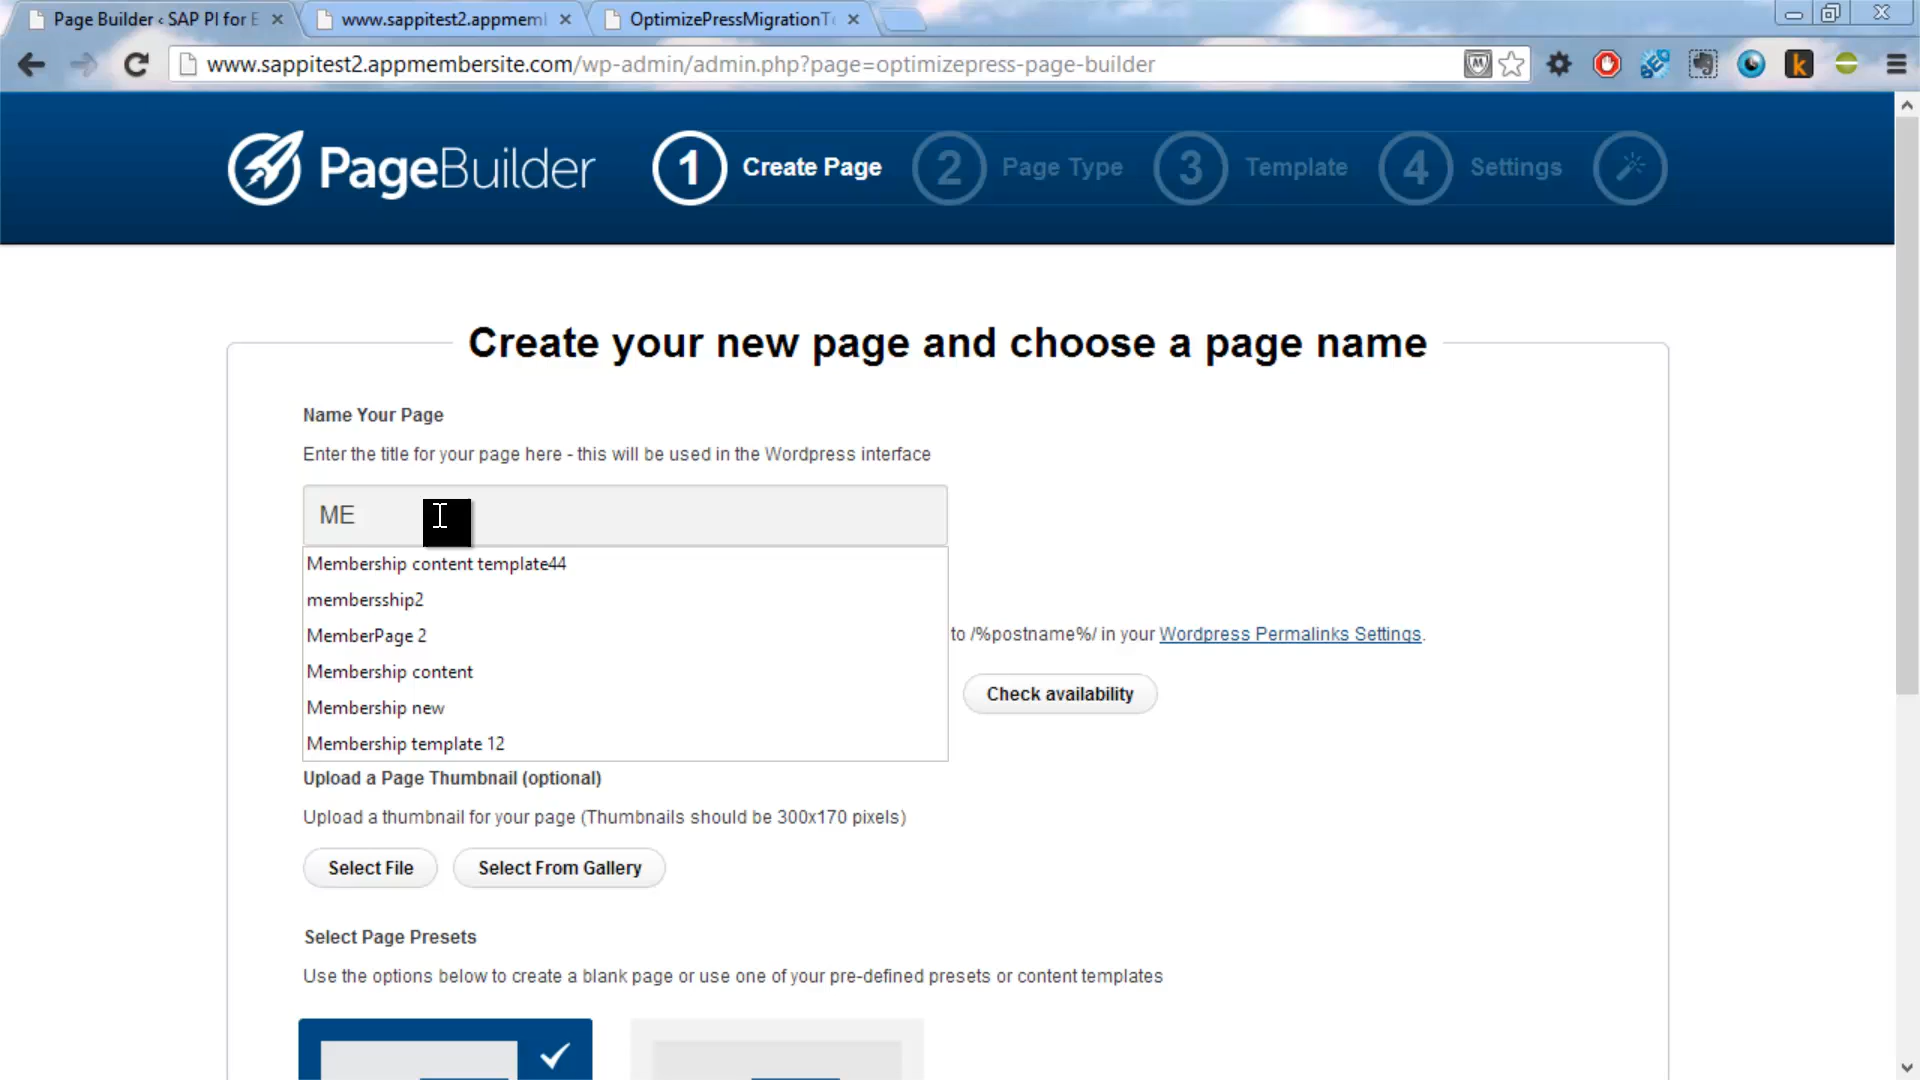 Page Builder ‹ SAP PI for E
www.sappitest2.appmeml
OptimizePressMigrationT
www.sappitest2.appmembersite.com/wp-admin/admin.php?page=optimizepress-page-builder
PageBuilder
1 Create Page
2 Page Type
3 Template
4 Settings
Create your new page and choose a page name
Name Your Page
Enter the title for your page here - this will be used in the Wordpress interface
ME
Membership content template44
membersship2
MemberPage 2
to /%postname%/ in your Wordpress Permalinks Settings.
Membership content
Check availability
Membership new
Membership template 12
Upload a Page Thumbnail (optional)
Upload a thumbnail for your page (Thumbnails should be 300x170 pixels)
Select File
Select From Gallery
Select Page Presets
Use the options below to create a blank page or use one of your pre-defined presets or content templates